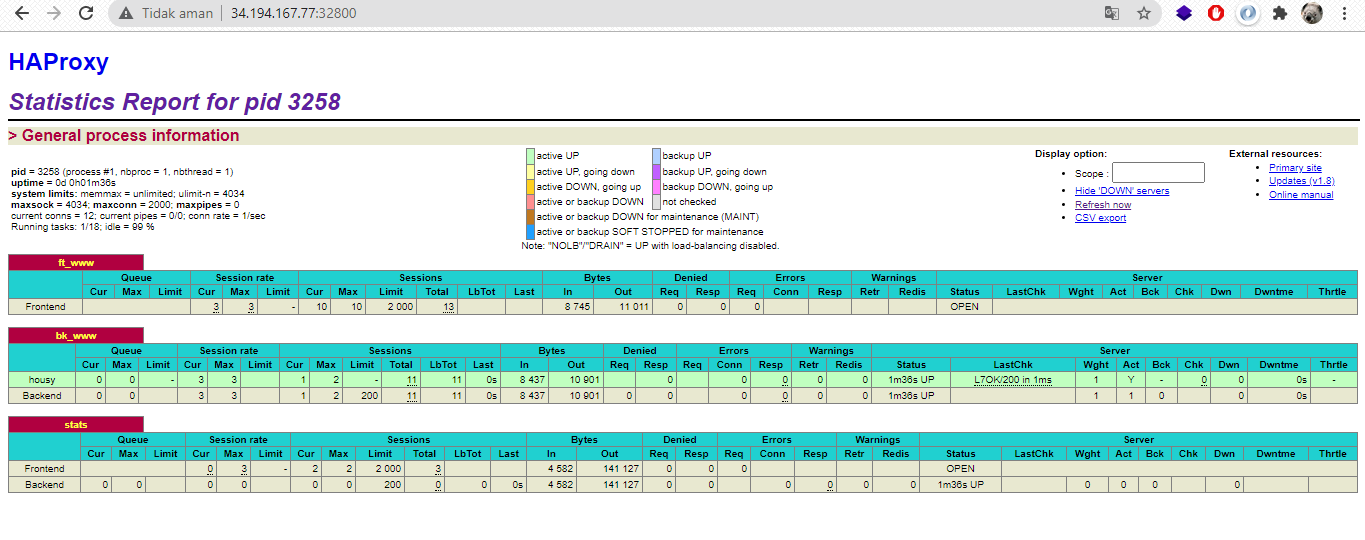 Tidak aman | 34.194.167.77:32800
HAProxy
Statistics Report for pid 3258
> General process information
pid = 3258 (process #1, nbproc = 1, nbthread = 1)
uptime = 0d 0h01m36s
system limits: memmax = unlimited; ulimit-n = 4034
maxsock = 4034; maxconn = 2000; maxpipes = 0
current conns = 12; current pipes = 0/0; conn rate = 1/sec
Running tasks: 1/18; idle = 99 %
active UP backup UP
active UP, going down backup UP, going down
active DOWN, going up backup DOWN, going up
active or backup DOWN not checked
active or backup DOWN for maintenance (MAINT)
active or backup SOFT STOPPED for maintenance
Note: "NOLB"/"DRAIN" = UP with load-balancing disabled.
Display option:
• Scope :
• Hide 'DOWN' servers
• Refresh now
• CSV export
External resources:
• Primary site
• Updates (v1.8)
• Online manual
ft_www
Queue Session rate Sessions Bytes Denied Errors Warnings Server
Cur Max Limit Cur Max Limit Cur Max Limit Total LbTot Last In Out Req Resp Req Conn Resp Retr Redis Status LastChk Wght Act Bck Chk Dwn Dwntme Thrtle
Frontend 3 3 - 10 10 2 000 13 8 745 11 011 0 0 0 OPEN
bk_www
Queue Session rate Sessions Bytes Denied Errors Warnings Server
Cur Max Limit Cur Max Limit Cur Max Limit Total LbTot Last In Out Req Resp Req Conn Resp Retr Redis Status LastChk Wght Act Bck Chk Dwn Dwntme Thrtle
housy 0 0 - 3 3 1 2 - 11 11 0s 8 437 10 901 0 0 0 0 0 1m36s UP L7OK/200 in 1ms 1 Y - 0 0 0s -
Backend 0 0 3 3 1 2 200 11 11 0s 8 437 10 901 0 0 0 0 0 0 1m36s UP 1 1 0 0 0s
stats
Queue Session rate Sessions Bytes Denied Errors Warnings Server
Cur Max Limit Cur Max Limit Cur Max Limit Total LbTot Last In Out Req Resp Req Conn Resp Retr Redis Status LastChk Wght Act Bck Chk Dwn Dwntme Thrtle
Frontend 0 3 - 2 2 2 000 3 4 582 141 127 0 0 0 OPEN
Backend 0 0 0 0 0 0 200 0 0 0s 4 582 141 127 0 0 0 0 0 0 1m36s UP 0 0 0 0